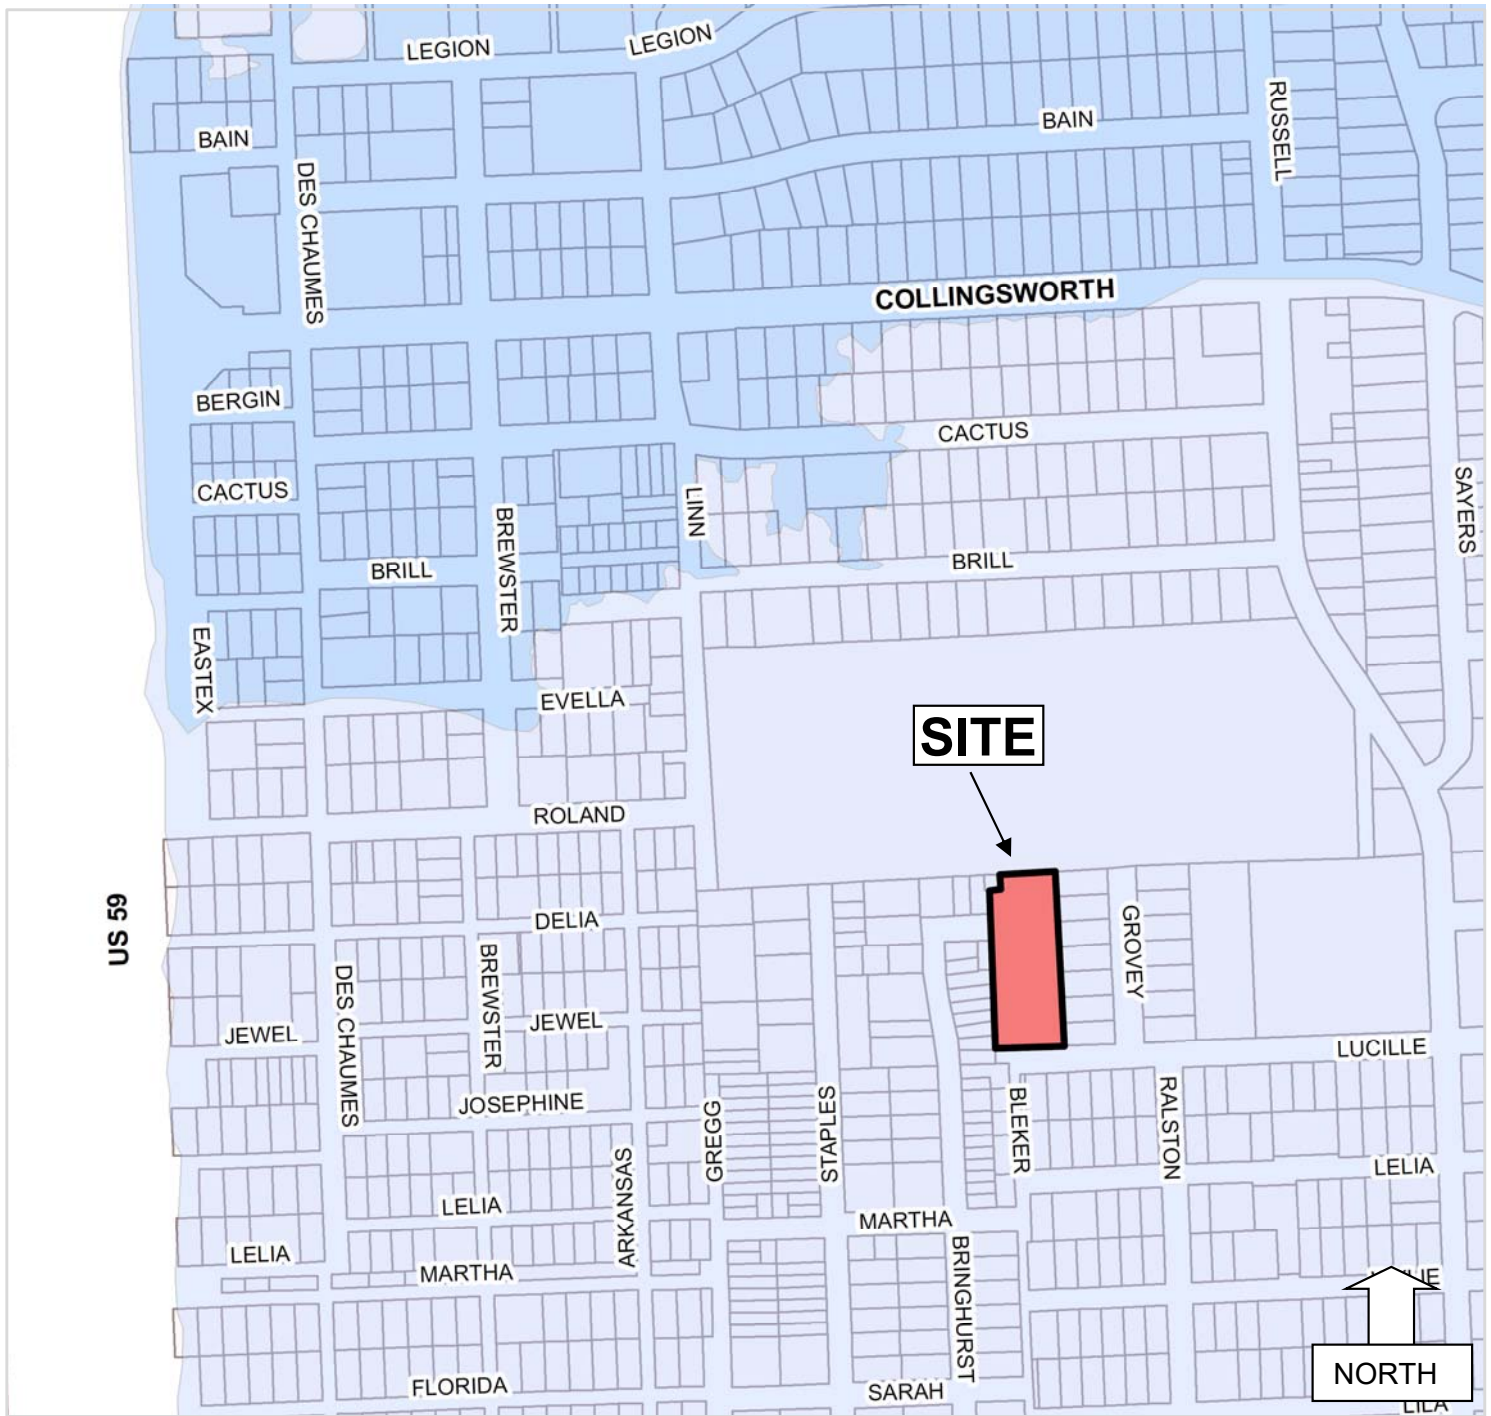 LEGION
LEGION
BAIN
BAIN
RUSSELL
DES CHAUMES
COLLINGSWORTH
BERGIN
CACTUS
CACTUS
LINN
SAYERS
BREWSTER
BRILL
BRILL
EASTEX
EVELLA
SITE
ROLAND
US 59
DELIA
GROVEY
BREWSTER
DES CHAUMES
JEWEL
JEWEL
LUCILLE
JOSEPHINE
GREGG
STAPLES
BLEKER
RALSTON
ARKANSAS
LELIA
LELIA
MARTHA
LELIA
MARTHA
BRINGHURST
NORTH
FLORIDA
SARAH
LILA